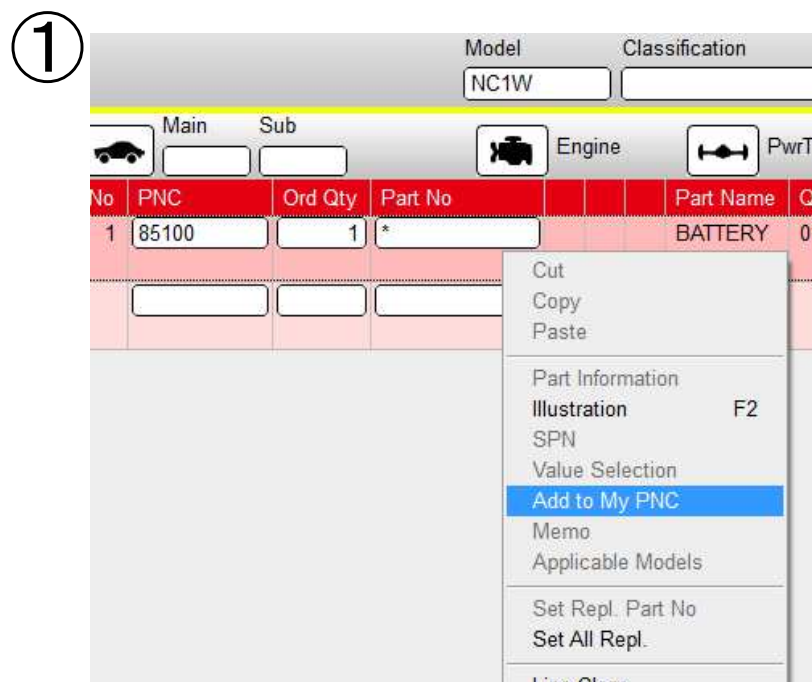 ①
Model Classification
NC1W
Main Sub
Engine
No PNC Ord Qty Part No Part Name
1 85100 1 * BATTERY 0
Cut
Copy
Paste
Part Information
Illustration F2
SPN
Value Selection
Add to My PNC
Memo
Applicable Models
Set Repl. Part No
Set All Repl.